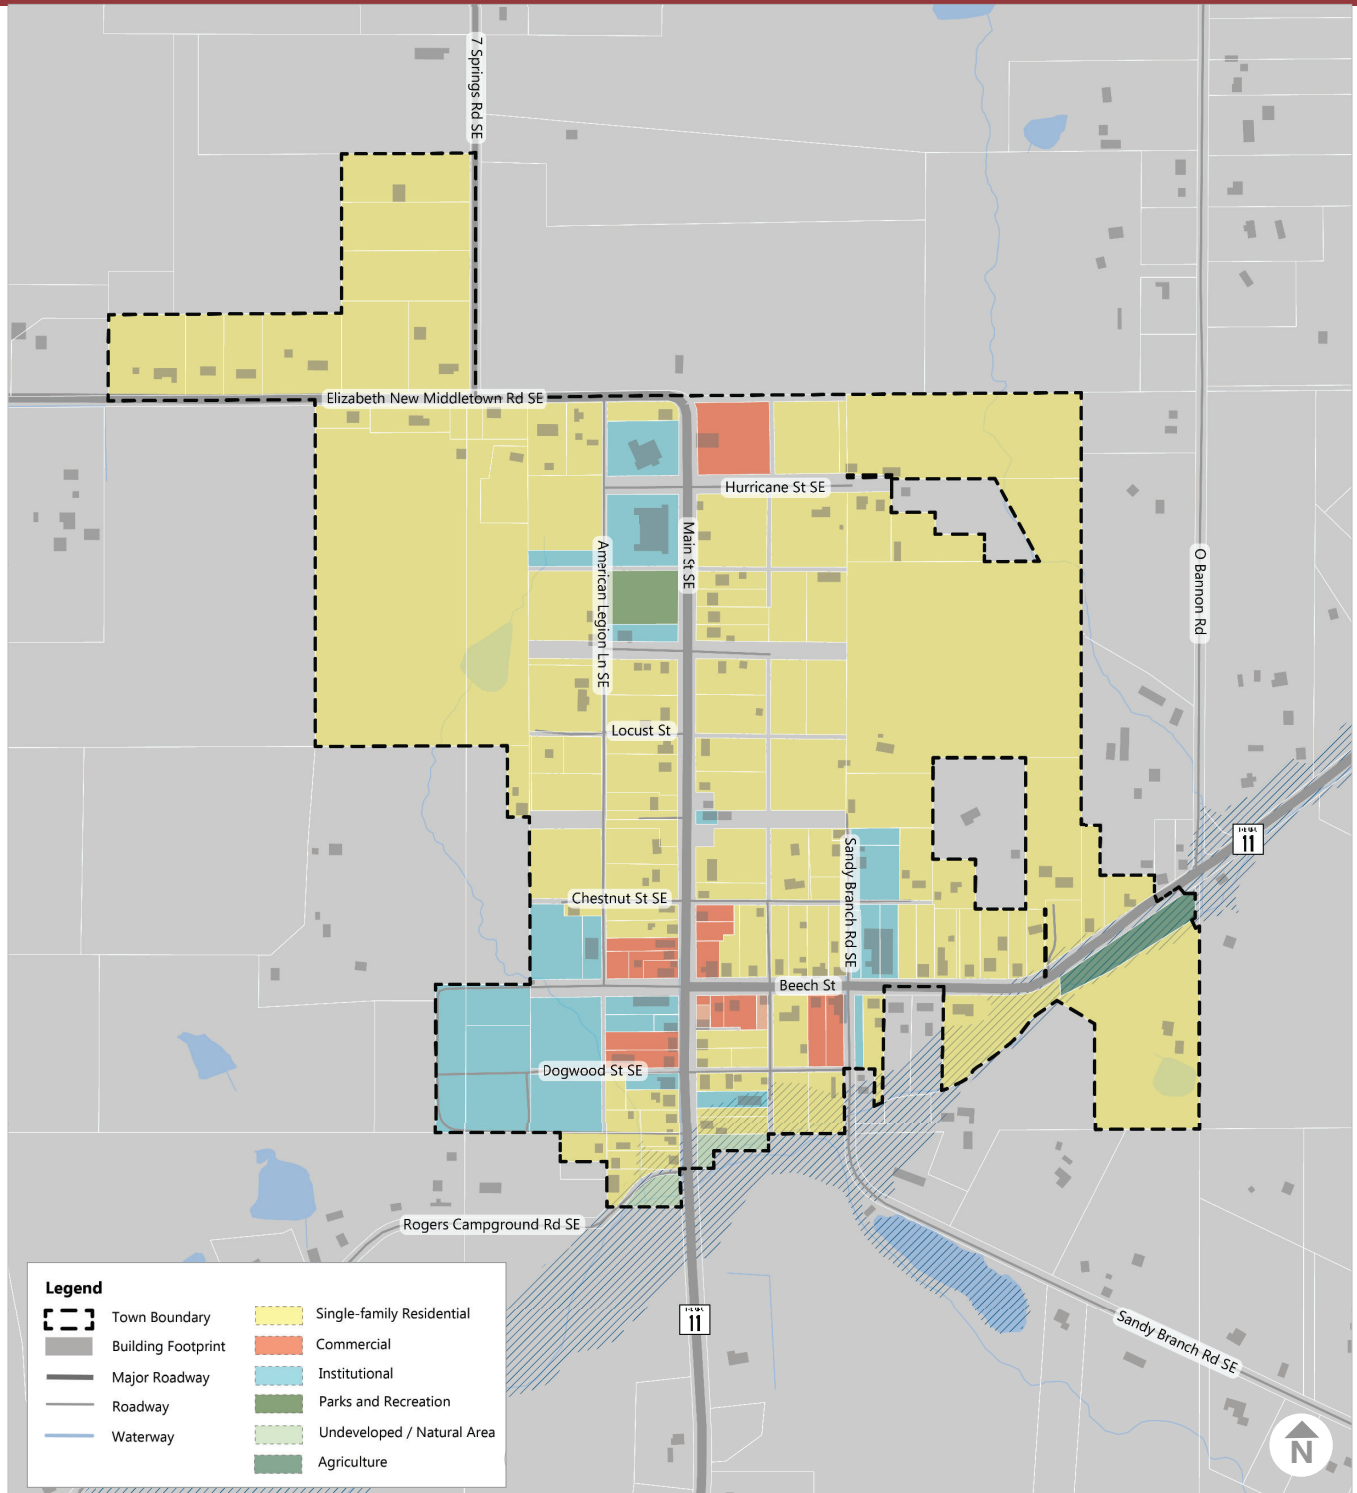 7 Springs Rd SE
Elizabeth New Middletown Rd SE
Hurricane St SE
Main St SE
American Legion Ln SE
O Bannon Rd
Locust St
11
Sandy Branch Rd SE
Chestnut St SE
Beech St
Dogwood St SE
Rogers Campground Rd SE
11
Sandy Branch Rd SE
Legend
Town Boundary
Building Footprint
Major Roadway
Roadway
Waterway
Single-family Residential
Commercial
Institutional
Parks and Recreation
Undeveloped / Natural Area
Agriculture
N